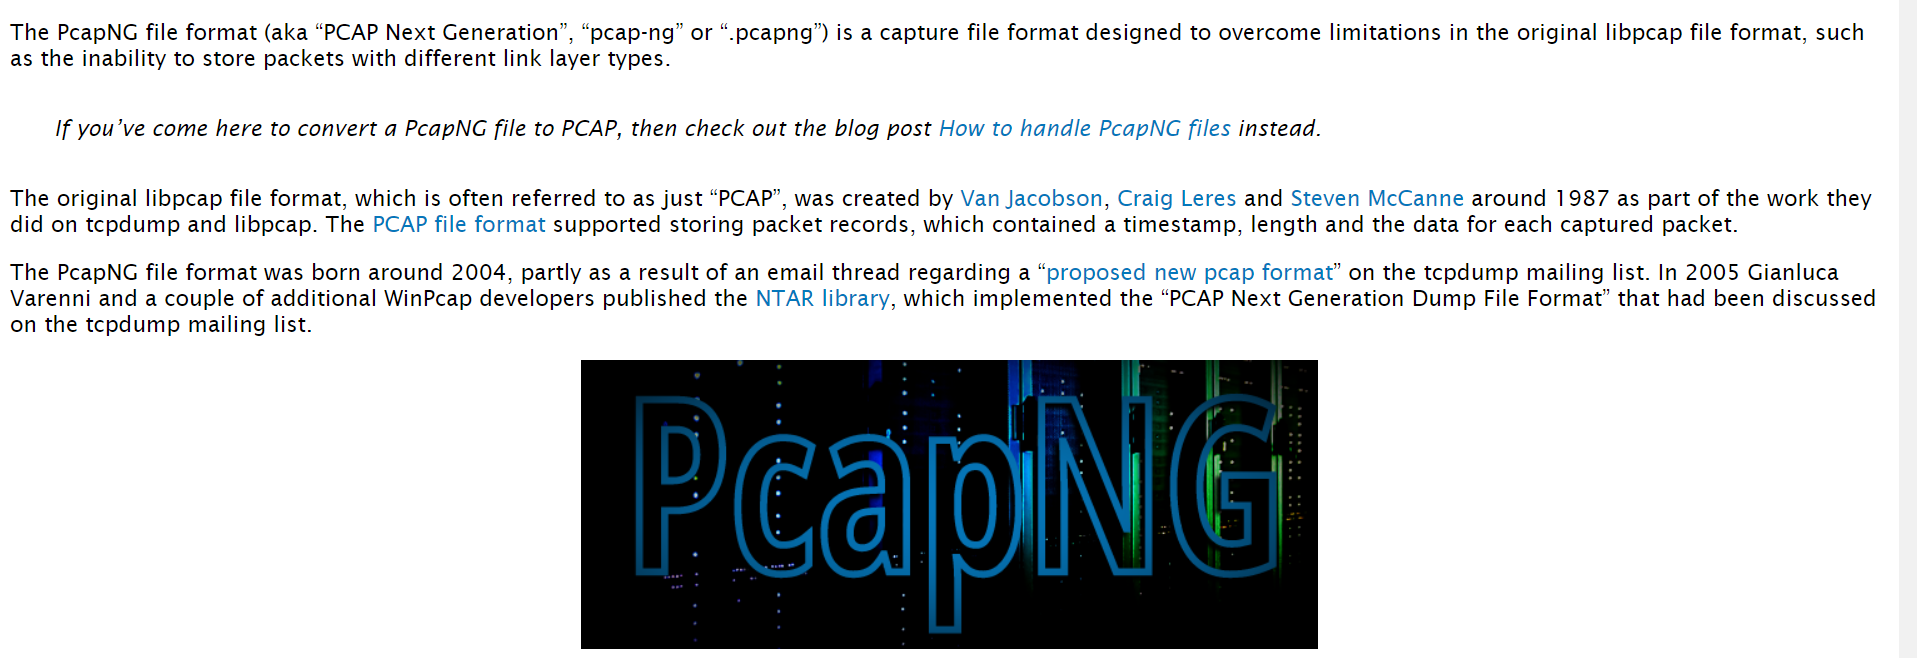 The PcapNG file format (aka “PCAP Next Generation”, “pcap-ng” or “.pcapng”) is a capture file format designed to overcome limitations in the original libpcap file format, such
as the inability to store packets with different link layer types.
If you’ve come here to convert a PcapNG file to PCAP, then check out the blog post How to handle PcapNG files instead.
The original libpcap file format, which is often referred to as just “PCAP”, was created by Van Jacobson, Craig Leres and Steven McCanne around 1987 as part of the work they
did on tcpdump and libpcap. The PCAP file format supported storing packet records, which contained a timestamp, length and the data for each captured packet.
The PcapNG file format was born around 2004, partly as a result of an email thread regarding a “proposed new pcap format” on the tcpdump mailing list. In 2005 Gianluca
Varenni and a couple of additional WinPcap developers published the NTAR library, which implemented the “PCAP Next Generation Dump File Format” that had been discussed
on the tcpdump mailing list.
PcapNG